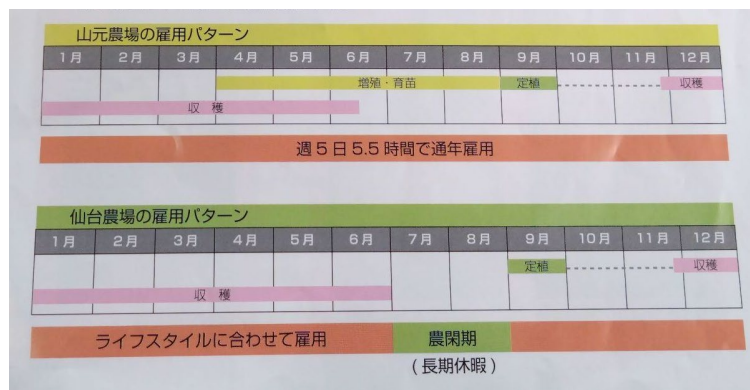 山元農場の雇用パターン
1月 2月 3月 4月 5月 6月 7月 8月 9月 10月 11月 12月
増殖・育苗 定植 収穫
収穫
週5日5.5時間で通年雇用
仙台農場の雇用パターン
1月 2月 3月 4月 5月 6月 7月 8月 9月 10月 11月 12月
定植 収穫
収穫
ライフスタイルに合わせて雇用 農閑期
(長期休暇)